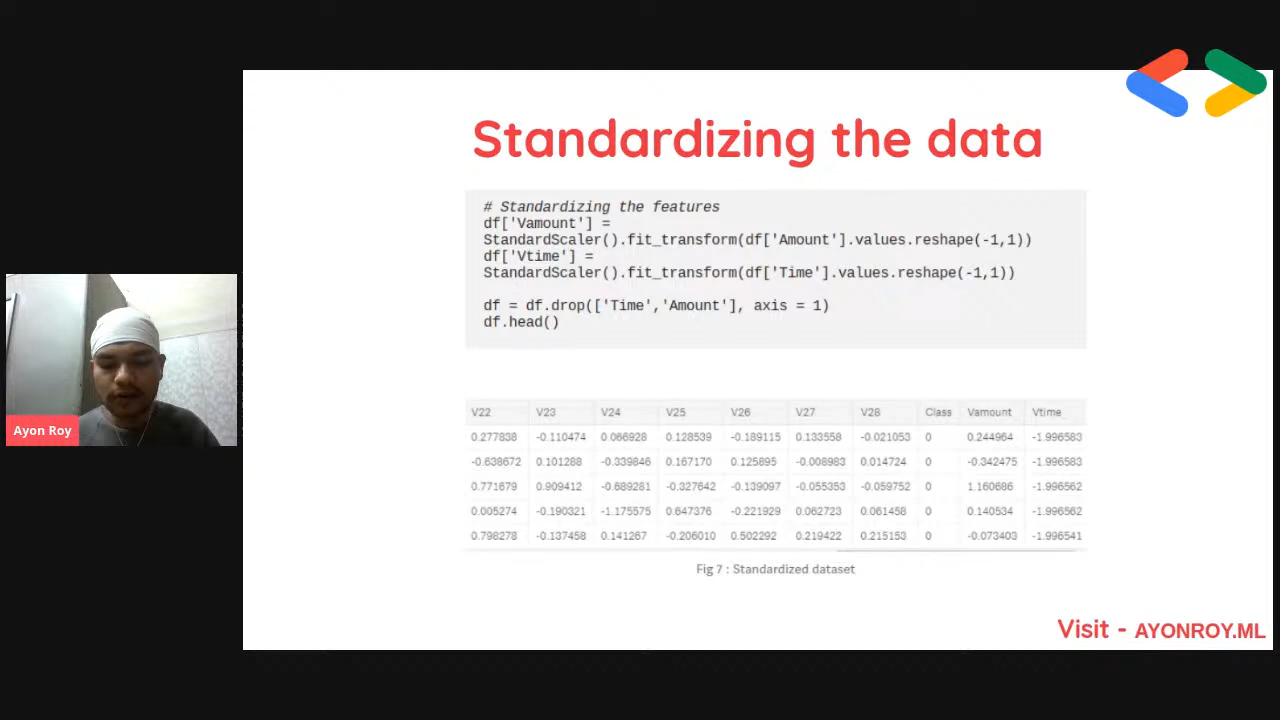 Standardizing the data
# Standardizing the features
df['Vamount'] =
StandardScaler().fit_transform(df['Amount'].values.reshape(-1,1))
df['Vtime'] =
StandardScaler().fit_transform(df['Time'].values.reshape(-1,1))
df = df.drop(['Time','Amount'], axis = 1)
df.head()
V22 V23 V24 V25 V26 V27 V28 Class Vamount Vtime
0.277838 -0.110474 0.066928 0.128539 -0.189115 0.133558 -0.021053 0 0.244964 -1.996583
-0.638672 0.101288 -0.339846 0.167170 0.125895 -0.008983 0.014724 0 -0.342475 -1.996583
0.771679 0.909412 -0.689281 -0.327642 -0.139097 -0.055353 -0.059752 0 1.160686 -1.996562
0.005274 -0.190321 -1.175575 0.647376 -0.221929 0.062723 0.061458 0 0.140534 -1.996562
0.798278 -0.137458 0.141267 -0.206010 0.502292 0.219422 0.215153 0 -0.073403 -1.996541
Fig 7 : Standardized dataset
Ayon Roy
Visit - AYONROY.ML